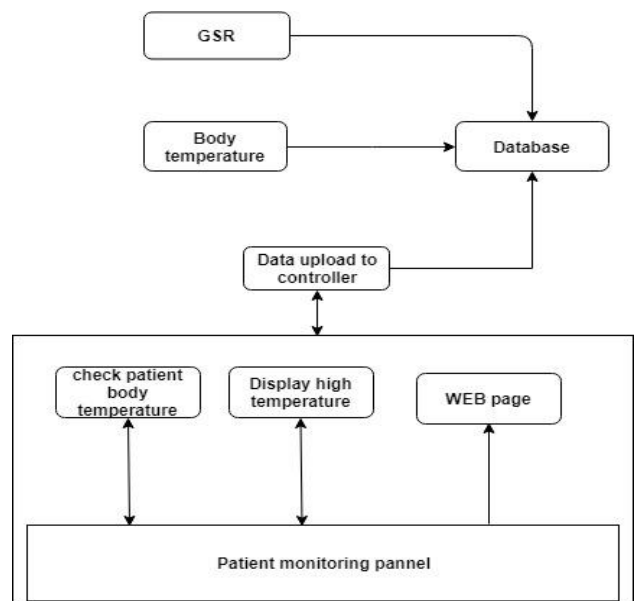 GSR
Body
temperature
Database
Data upload to
controller
check patient
body
temperature
Display high
temperature
WEB page
Patient monitoring pannel